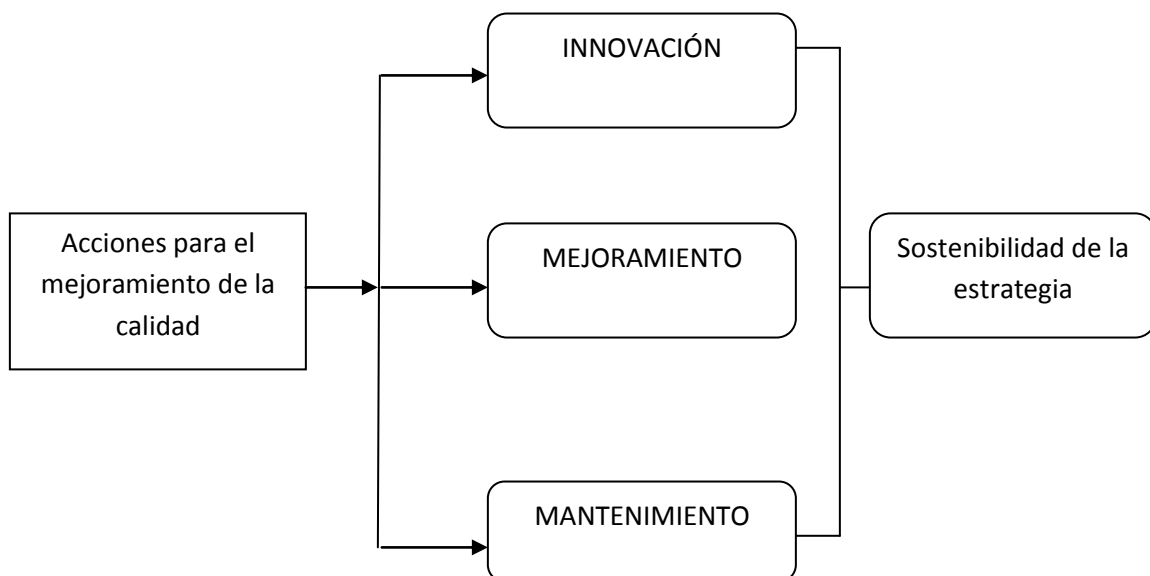 INNOVACIÓN
Acciones para el
mejoramiento de la
calidad
MEJORAMIENTO
Sostenibilidad de la
estrategia
MANTENIMIENTO